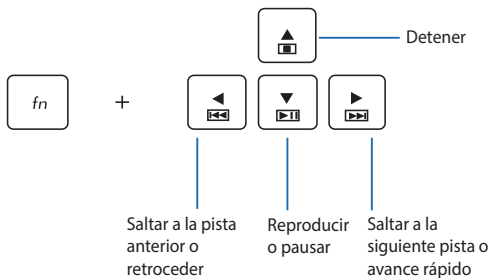 Detener
fn +
Saltar a la pista
anterior o
retroceder
Reproducir
o pausar
Saltar a la
siguiente pista o
avance rápido